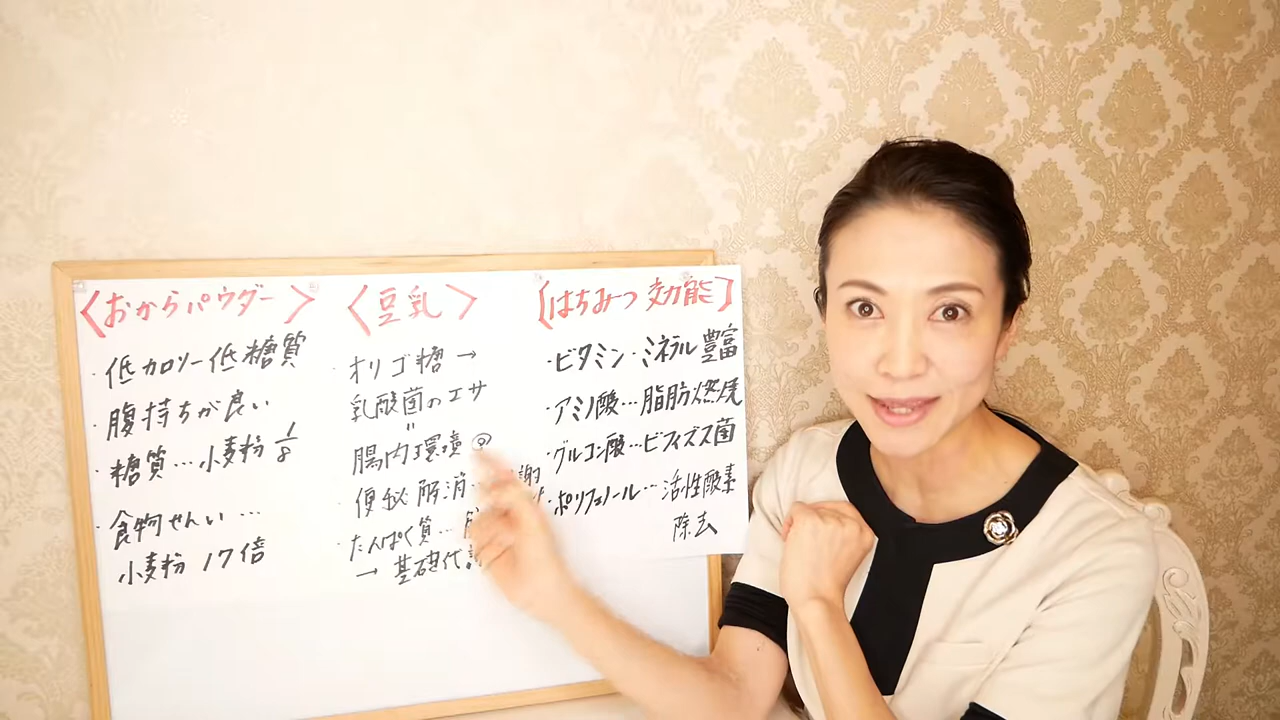 〈おからパウダー〉
・低カロリー低糖質
・腹持ちが良い
・糖質…小麦粉 1/8
・食物せんい…
小麦粉 17倍
〈豆乳〉
・オリゴ糖→
乳酸菌のエサ
〃
腸内環境
・便秘解消…謝
・たんぱく質…
→ 基礎代
【はちみつ効能】
・ビタミン・ミネラル豊富
・アミノ酸…脂肪燃焼
・グルコン酸…ビフィズス菌
・ポリフェノール…活性酸素
除去